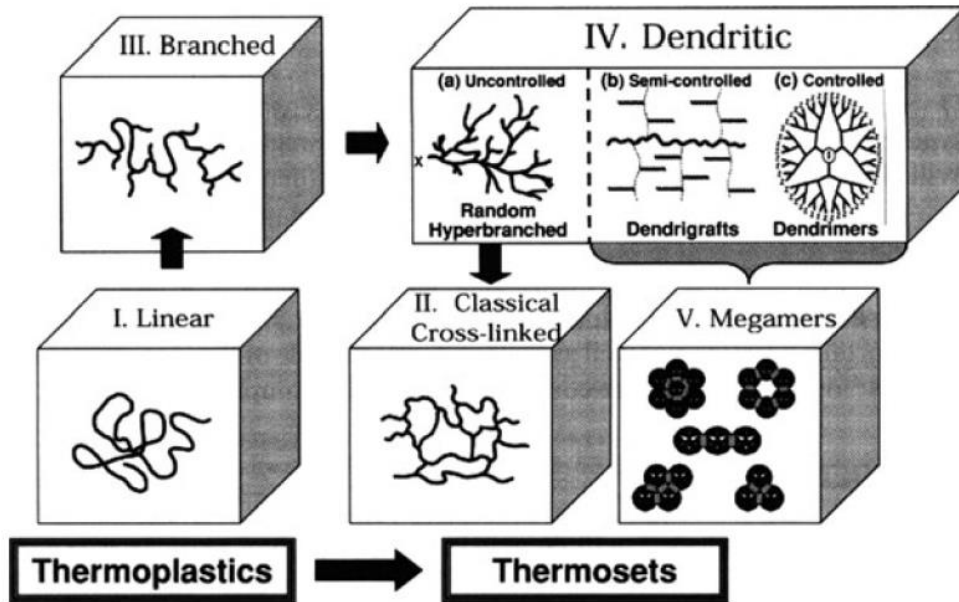 III. Branched
IV. Dendritic
(a) Uncontrolled
(b) Semi-controlled
(c) Controlled
x
Random
Hyperbranched
Dendrigrafts
Dendrimers
I. Linear
II. Classical
Cross-linked
V. Megamers
Thermoplastics
Thermosets